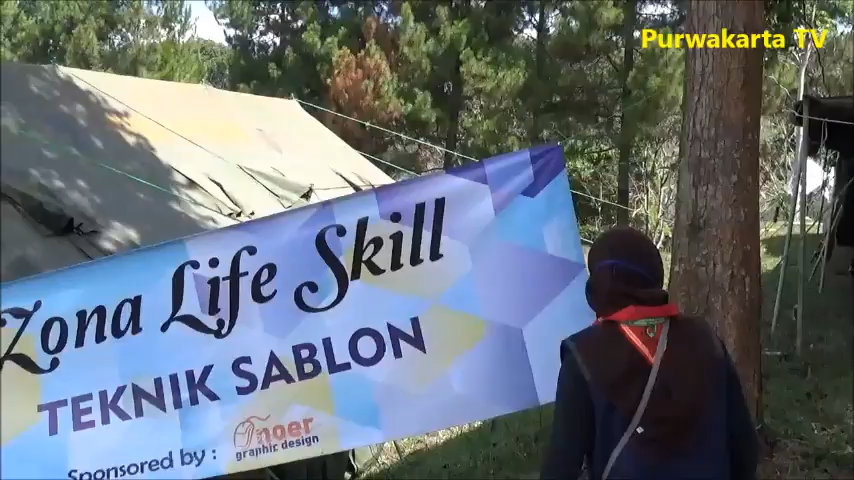 Purwakarta TV
Zona Life Skill
TEKNIK SABLON
Sponsored by :
noer
graphic design